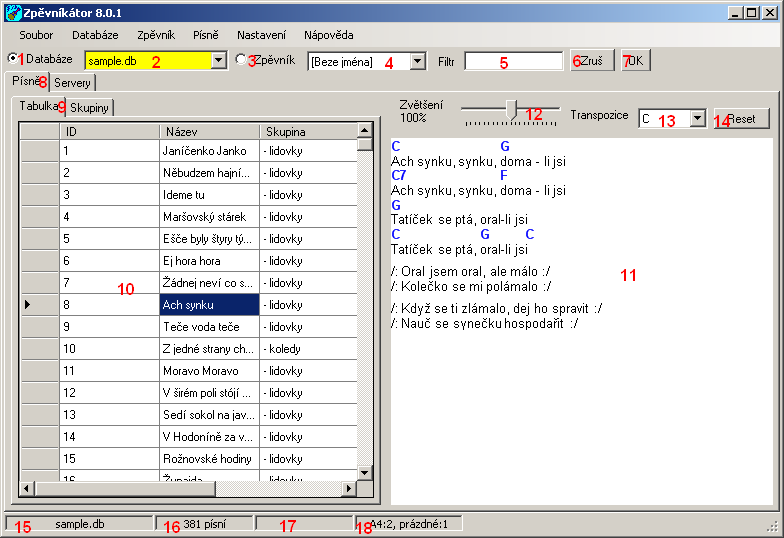 Zpěvníkátor 8.0.1
Soubor Databáze Zpěvník Písně Nastavení Nápověda
1 Databáze sample.db 2 3 Zpěvník [Beze jména] 4 Filtr 5 6 Zruš 7 OK
Písně 8 Servery
Tabulka 9 Skupiny
Zvětšení 100% 12 Transpozice C 13 14 Reset
ID Název Skupina
1 Janíčenko Janko - lidovky
2 Něbudzem hajní... - lidovky
3 Ideme tu - lidovky
4 Maršovský stárek - lidovky
5 Ešče byly štyry tý... - lidovky
6 Ej hora hora - lidovky
7 Žádnej neví co s... - lidovky
10
8 Ach synku - lidovky
9 Teče voda teče - lidovky
10 Z jedné strany ch... - koledy
11 Moravo Moravo - lidovky
12 V širém poli stójí ... - lidovky
13 Sedí sokol na jav... - lidovky
14 V Hodoníně za v... - lidovky
15 Rožnovské hodiny - lidovky
16 Župajda - lidovky
C G
Ach synku, synku, doma - li jsi
C7 F
Ach synku, synku, doma - li jsi
G
Tatíček se ptá, oral-li jsi
C G C
Tatíček se ptá, oral-li jsi
/: Oral jsem oral, ale málo :/
11
/: Kolečko se mi polámalo :/
/: Když se ti zlámalo, dej ho spravit :/
/: Nauč se synečku hospodařit :/
15 sample.db 16 381 písní 17 18 A4:2, prázdné:1